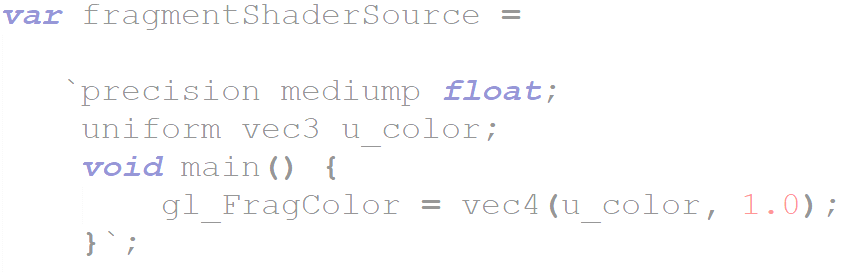 var fragmentShaderSource =
`precision mediump float;
uniform vec3 u_color;
void main() {
gl_FragColor = vec4(u_color, 1.0);
}`;